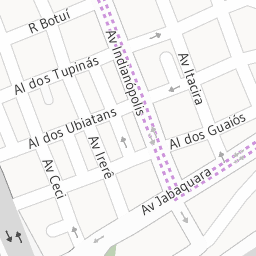 R Botuí
Av Indianópolis
Al dos Tupinás
Av Itacira
Al dos Ubiatans
Al dos Guaiós
Av Ireré
Av Ceci
Av Jabaquara